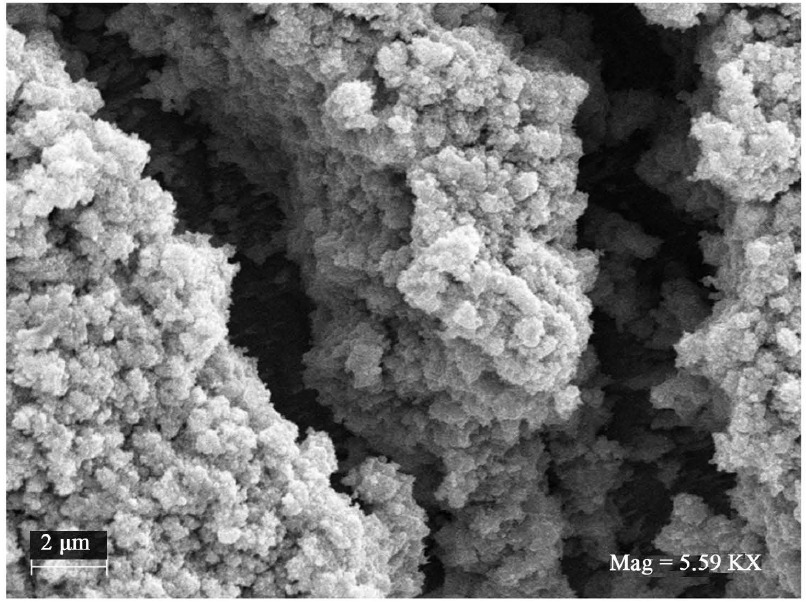 2 μm
Mag = 5.59 KX